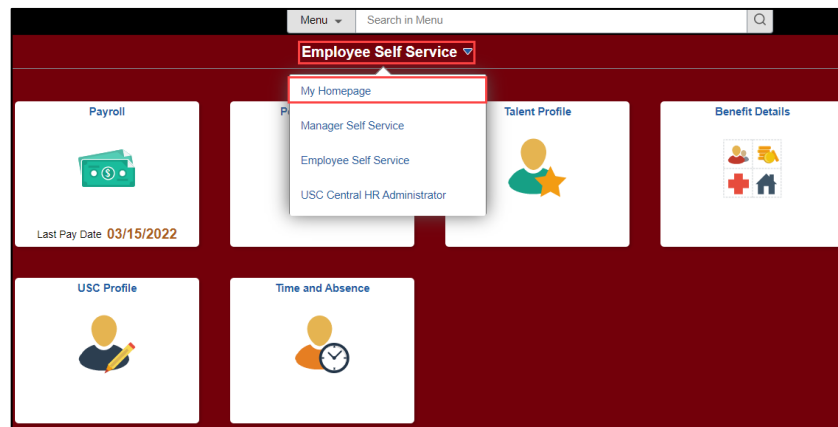 Menu
Search in Menu
Employee Self Service
My Homepage
Manager Self Service
Employee Self Service
USC Central HR Administrator
Payroll
Talent Profile
Benefit Details
Last Pay Date 03/15/2022
USC Profile
Time and Absence